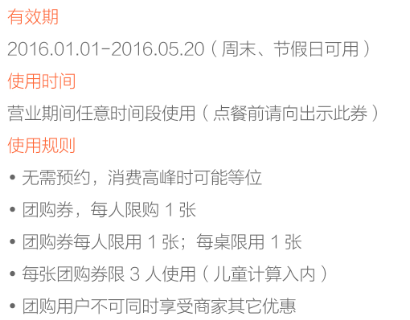 有效期
2016.01.01-2016.05.20（周末、节假日可用）
使用时间
营业期间任意时间段使用（点餐前请向出示此券）
使用规则
• 无需预约，消费高峰时可能等位
• 团购券，每人限购 1 张
• 团购券每人限用 1 张；每桌限用 1 张
• 每张团购券限 3 人使用（儿童计算入内）
• 团购用户不可同时享受商家其它优惠